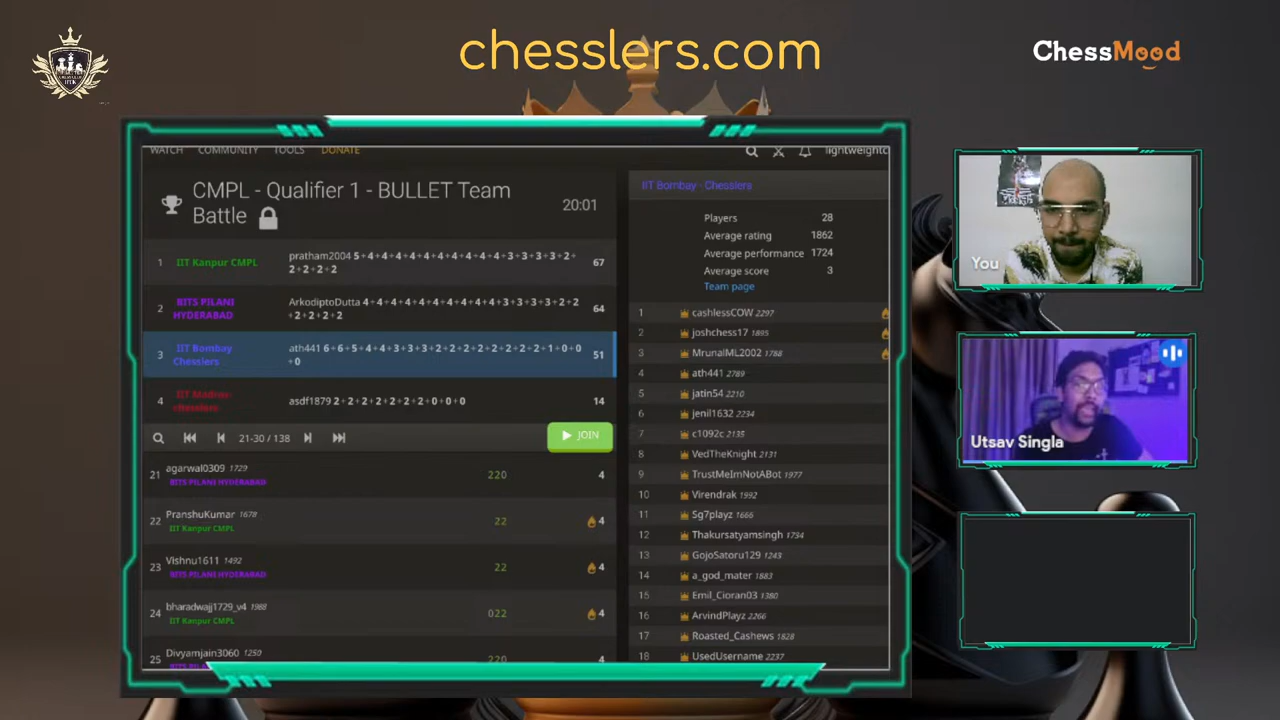 chesslers.com
ChessMood
WATCH COMMUNITY TOOLS DONATE
lightweightc
CMPL - Qualifier 1 - BULLET Team
Battle
20:01
1 IIT Kanpur CMPL pratham2004 5+4+4+4+4+4+4+4+4+3+3+3+3+2+
2+2+2+2 67
2 BITS PILANI
HYDERABAD
ArkodiptoDutta 4+4+4+4+4+4+4+4+4+3+3+3+3+2+2
+2+2+2+2 64
3 IIT Bombay
Chesslers
ath441 6+6+5+4+4+3+3+3+2+2+2+2+2+2+2+1+0+0
+0 51
4 IIT Madras
chesslers
asdf1879 2+2+2+2+2+2+0+0+0 14
21-30 / 138
JOIN
21 agarwal0309 1729 220 4
BITS PILANI HYDERABAD
22 PranshuKumar 1678 22 4
IIT Kanpur CMPL
23 Vishnu1611 1492 22 4
BITS PILANI HYDERABAD
24 bharadwajj1729_v4 1988 022 4
IIT Kanpur CMPL
25 Divyamjain3060 1250 220 4
IIT Bombay - Chesslers
Players 28
Average rating 1862
Average performance 1724
Average score 3
Team page
1 cashlessCOW 2297
2 joshchess17 1895
3 MrunalML2002 1788
4 ath441 2789
5 jatin54 2210
6 jenil1632 2234
7 c1092c 2135
8 VedTheKnight 2131
9 TrustMeImNotABot 1977
10 Virendrak 1992
11 Sg7playz 1666
12 Thakursatyamsingh 1734
13 GojoSatoru129 1243
14 a_god_mater 1883
15 Emil_Cioran03 1380
16 ArvindPlayz 2266
17 Roasted_Cashews 1828
18 UsedUsername 2237
You
Utsav Singla